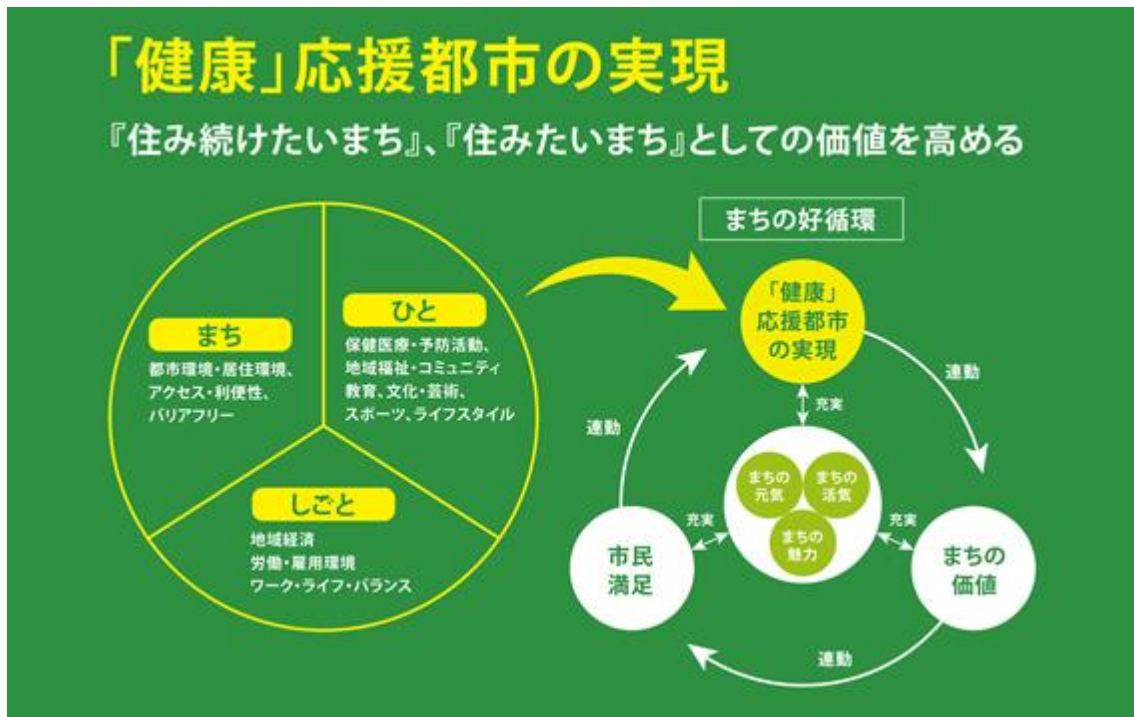 「健康」応援都市の実現
『住み続けたいまち』、『住みたいまち』としての価値を高める
まち
都市環境・居住環境、
アクセス・利便性、
バリアフリー
ひと
保健医療・予防活動、
地域福祉・コミュニティ
教育、文化・芸術、
スポーツ、ライフスタイル
しごと
地域経済
労働・雇用環境
ワーク・ライフ・バランス
まちの好循環
「健康」
応援都市
の実現
連動
充実
連動
まちの
元気
まちの
活気
まちの
魅力
充実
充実
市民
満足
まちの
価値
連動